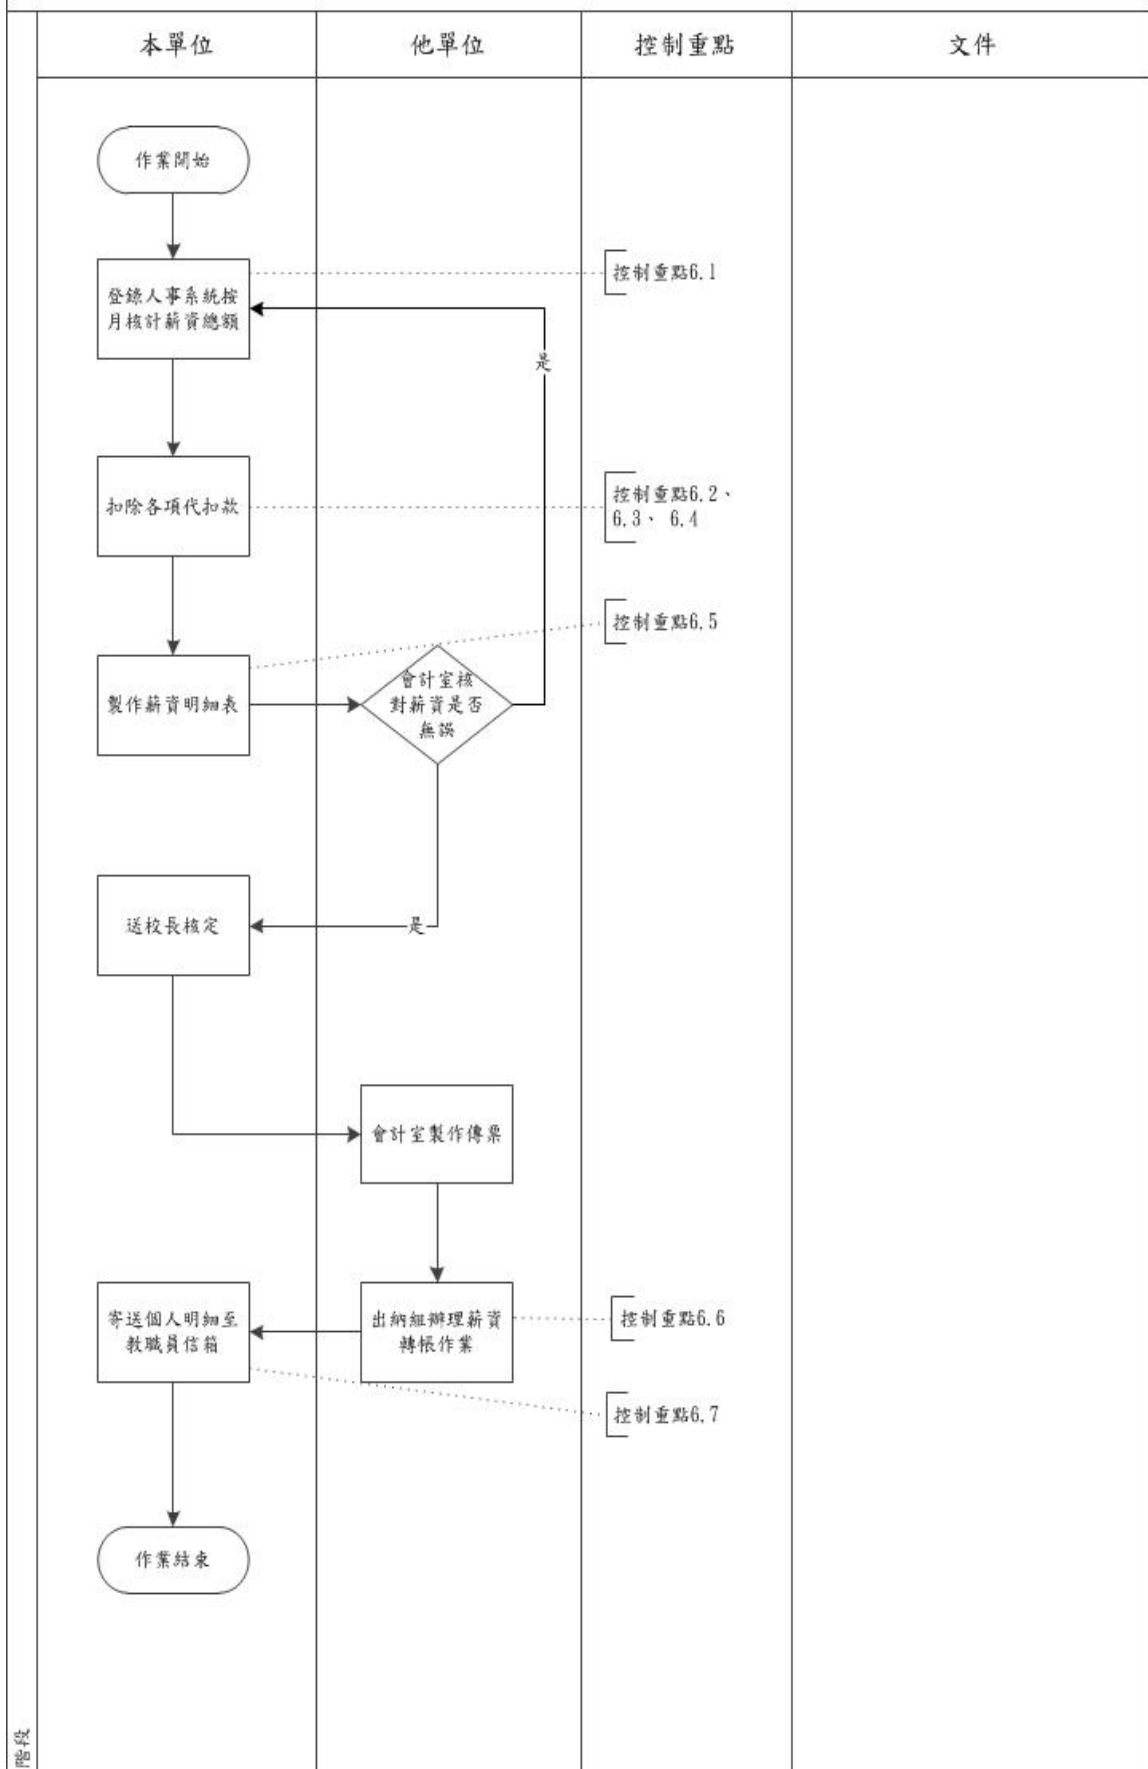 本單位
他單位
控制重點
文件
作業開始
控制重點6.1
登錄人事系統按
月核計薪資總額
是
扣除各項代扣款
控制重點6.2、
6.3、 6.4
控制重點6.5
製作薪資明細表
會計室核
對薪資是否
無誤
送校長核定
是
會計室製作傳票
寄送個人明細至
教職員信箱
出納組辦理薪資
轉帳作業
控制重點6.6
控制重點6.7
作業結束
階段